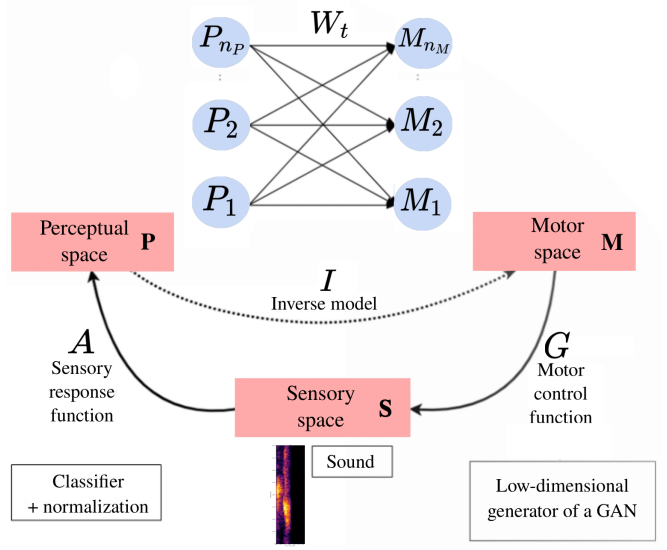 W_t
P_{n_P}
M_{n_M}
P_2
M_2
P_1
M_1
Perceptual
space P
Motor
space M
I
Inverse model
A
Sensory
response
function
G
Motor
control
function
Sensory
space S
Sound
Classifier
+ normalization
Low-dimensional
generator of a GAN